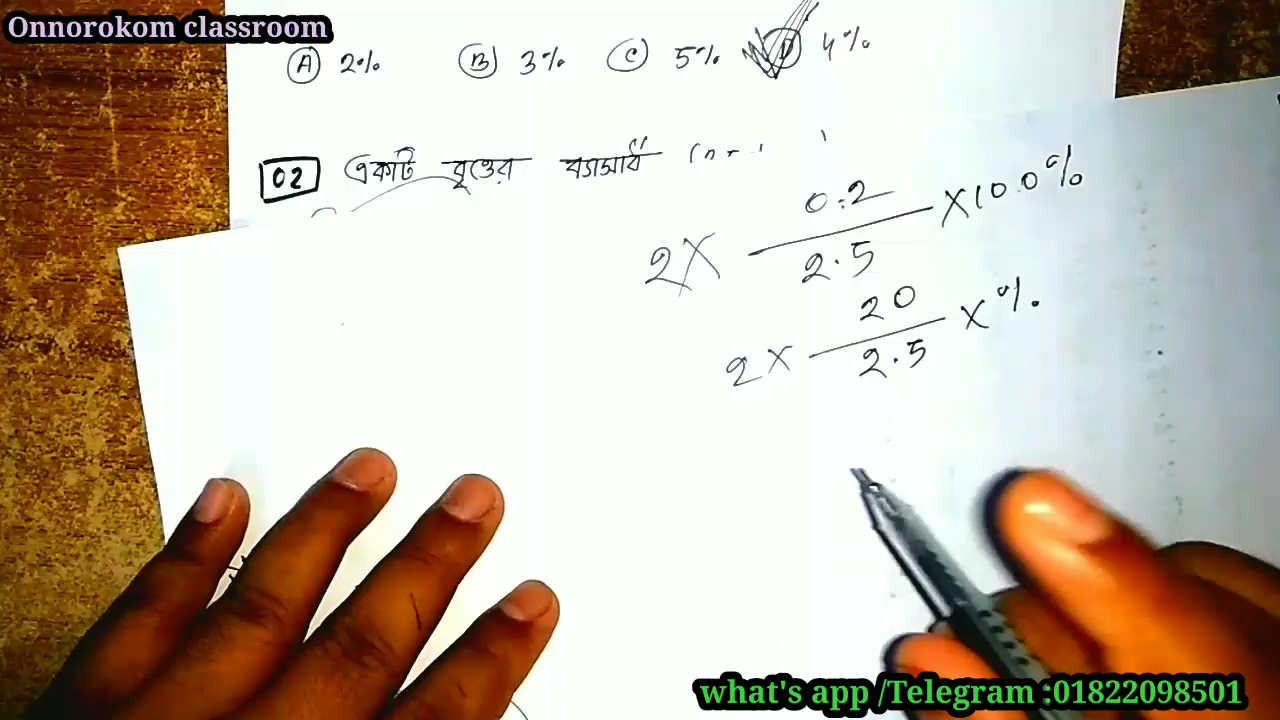 Onnorokom classroom
A 2% B 3% C 5% D 4%
02 একটি বৃত্তের ব্যাসার্ধ
2 × 0.2 / 2.5 × 100%
2 × 20 / 2.5 × %
what's app /Telegram :01822098501